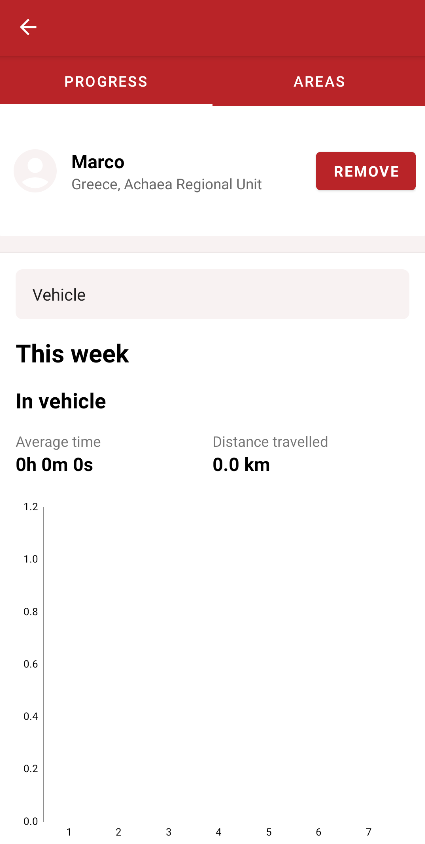 PROGRESS
AREAS
Marco
Greece, Achaea Regional Unit
REMOVE
Vehicle
This week
In vehicle
Average time
Distance travelled
0h 0m 0s
0.0 km
1.2
1.0
0.8
0.6
0.4
0.2
0.0
1 2 3 4 5 6 7